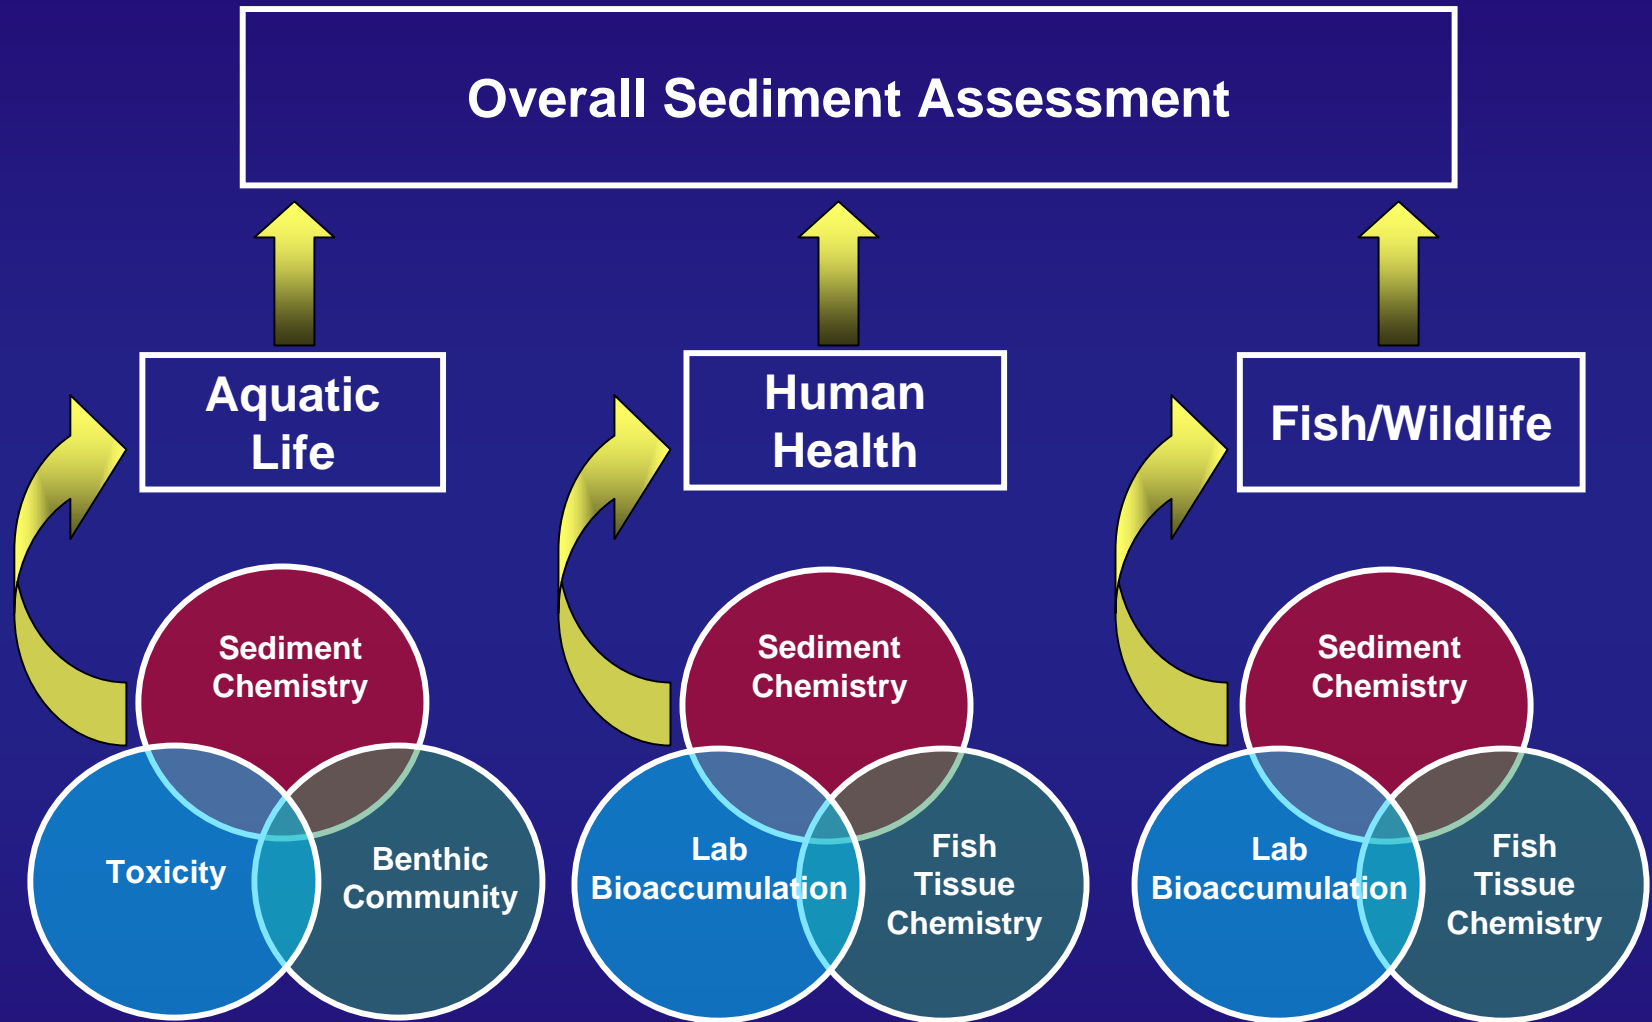 Overall Sediment Assessment
Aquatic
Life
Human
Health
Fish/Wildlife
Sediment
Chemistry
Toxicity
Benthic
Community
Sediment
Chemistry
Lab
Bioaccumulation
Fish
Tissue
Chemistry
Sediment
Chemistry
Lab
Bioaccumulation
Fish
Tissue
Chemistry